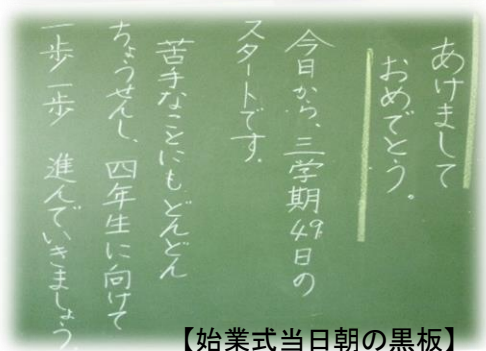 あけまして
おめでとう。
今日から、三学期49日の
スタートです。
苦手なことにもどんどん
ちょうせんし、四年生に向けて
一歩一歩 進んでいきましょう。
【始業式当日朝の黒板】